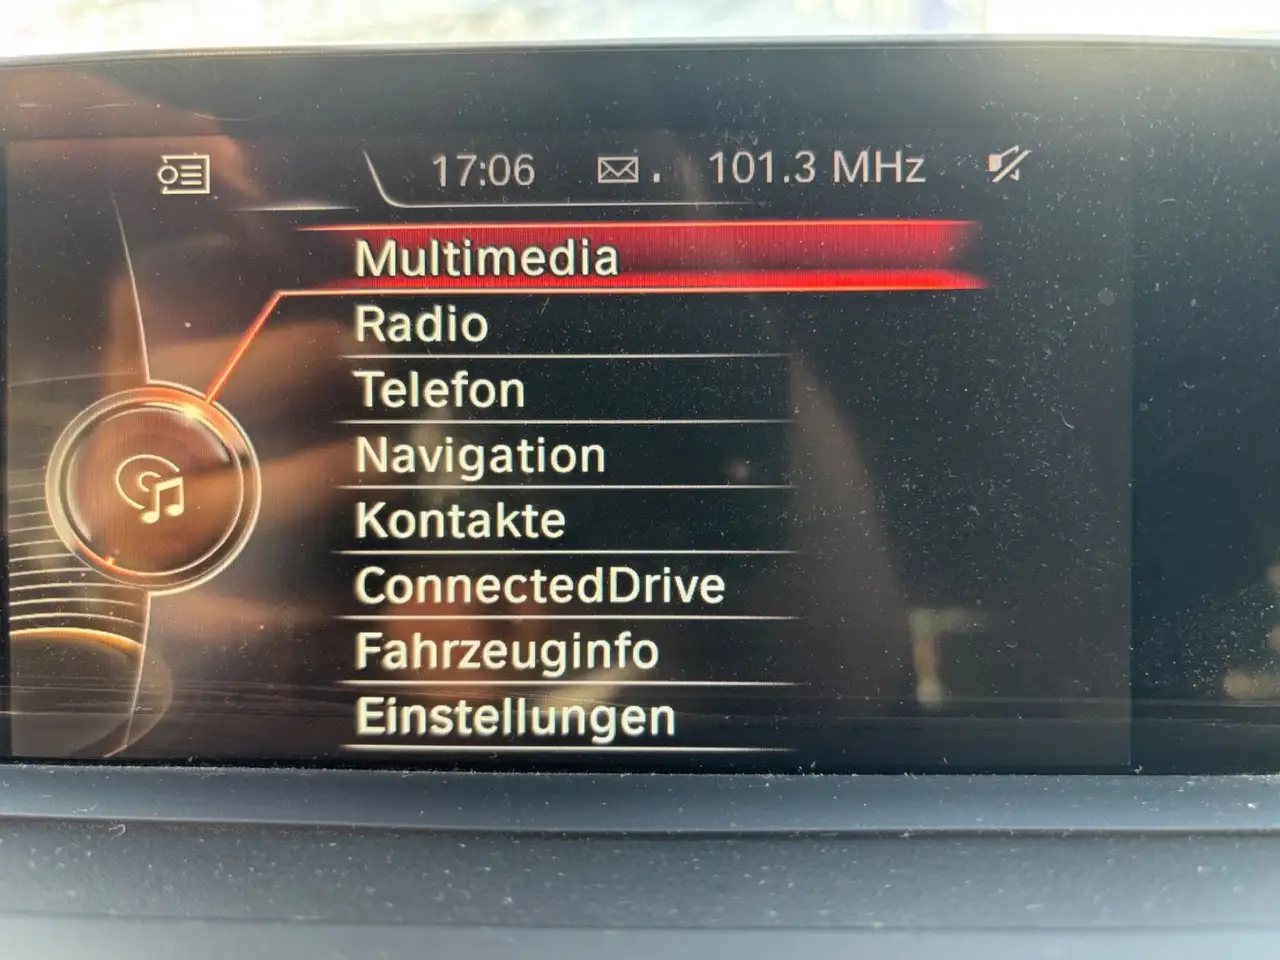 17:06 . 101.3 MHz
Multimedia
Radio
Telefon
Navigation
Kontakte
ConnectedDrive
Fahrzeuginfo
Einstellungen